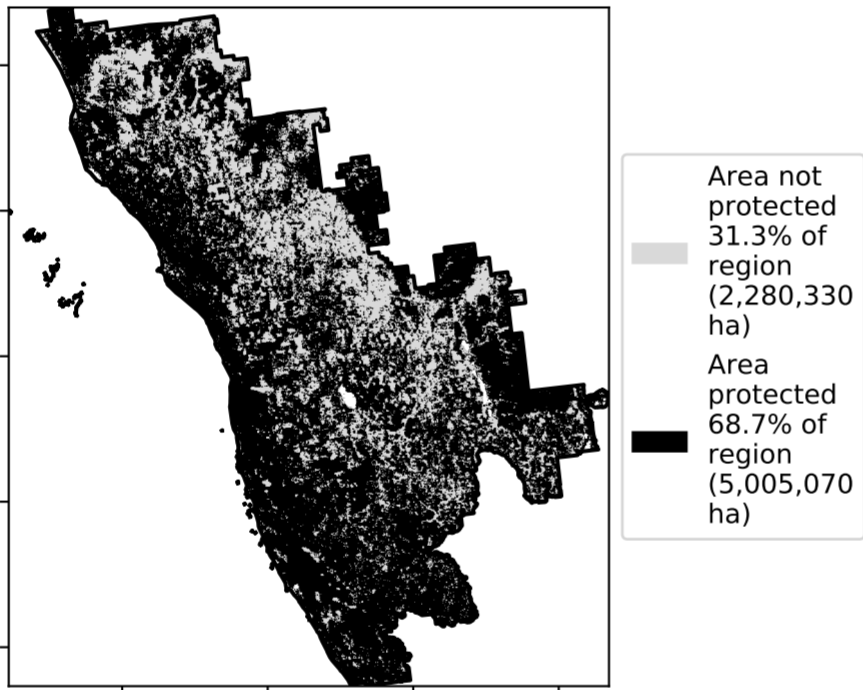 Area not
protected
31.3% of
region
(2,280,330
ha)
Area
protected
68.7% of
region
(5,005,070
ha)